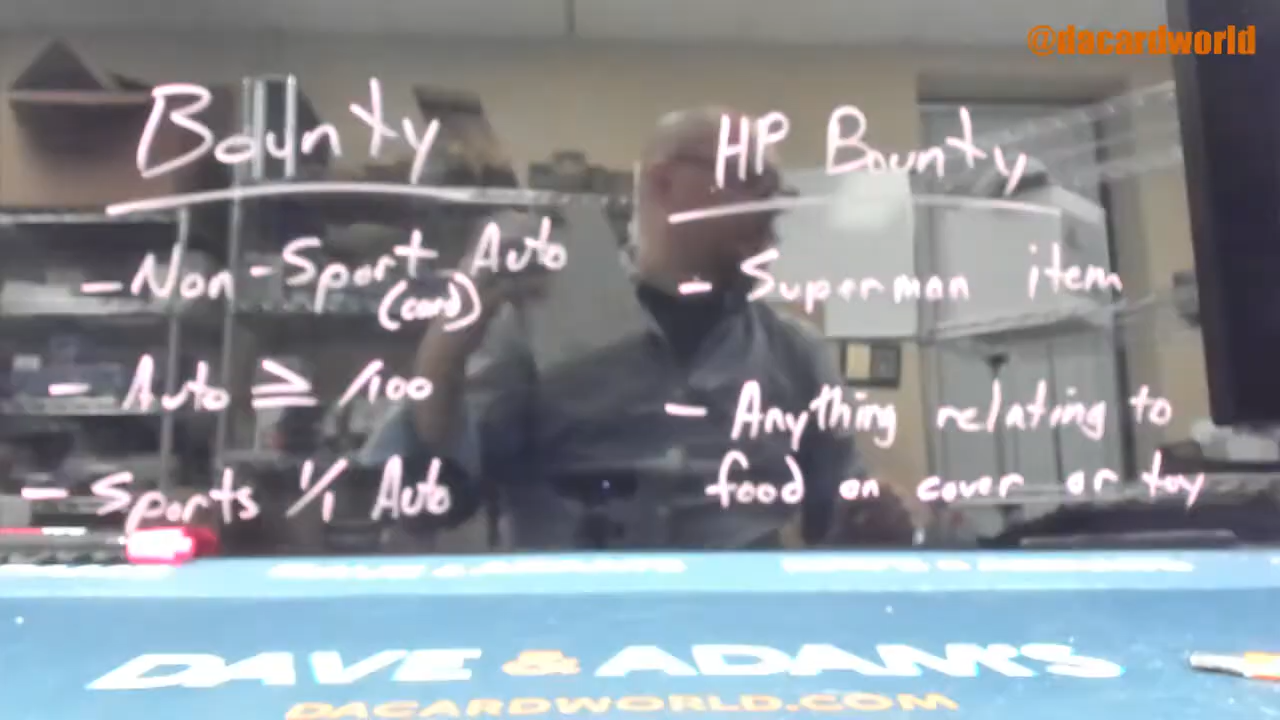 @dacardworld
Bounty
- Non-Sport Auto
(card)
- Auto ≥ /100
- Sports 1/1 Auto
HP Bounty
- Superman item
- Anything relating to
food on cover or toy
DAVE & ADAM'S
DACARDWORLD.COM